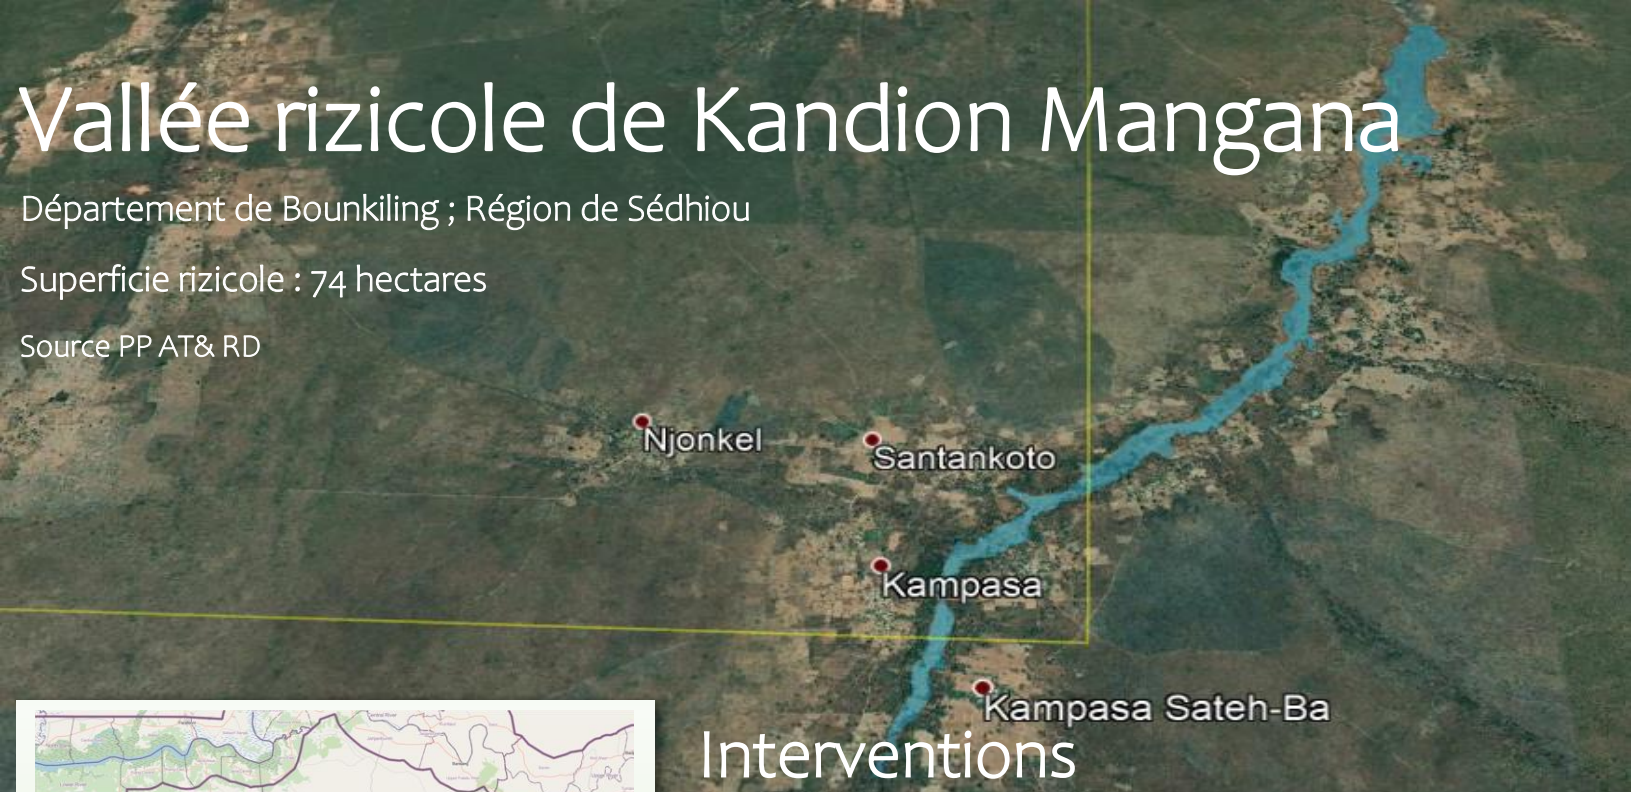 Vallée rizicole de Kandion Mangana
Département de Bounkiling ; Région de Sédhiou
Superficie rizicole : 74 hectares
Source PP AT& RD
Njonkel
Santankoto
Kampasa
Kampasa Sateh-Ba
Interventions